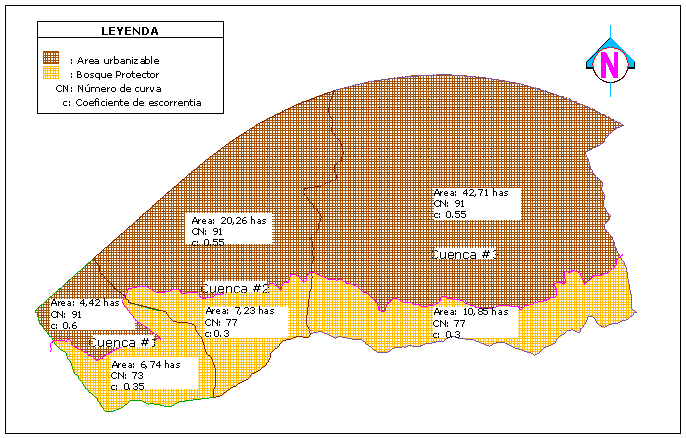 LEYENDA
: Area urbanizable
: Bosque Protector
CN: Número de curva
c: Coeficiente de escorrentia
N
Area: 42,71 has
CN: 91
c: 0.55
Area: 20,26 has
CN: 91
c: 0.55
Cuenca #3
Cuenca #2
Area: 4,42 has
CN: 91
c: 0.6
Area: 7,23 has
CN: 77
c:0.3
Area: 10,85 has
CN: 77
c: 0.3
Cuenca #1
Area: 6,74 has
CN: 73
c: 0.35